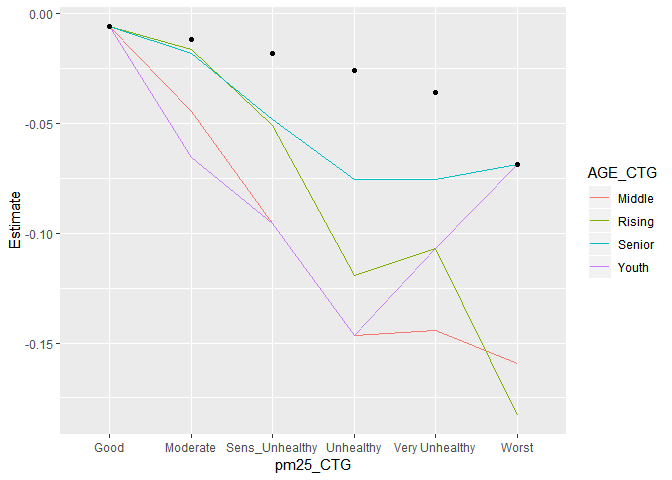 0.00
-0.05
-0.10
-0.15
Estimate
Good Moderate Sens_Unhealthy Unhealthy Very Unhealthy Worst
pm25_CTG
AGE_CTG
Middle
Rising
Senior
Youth